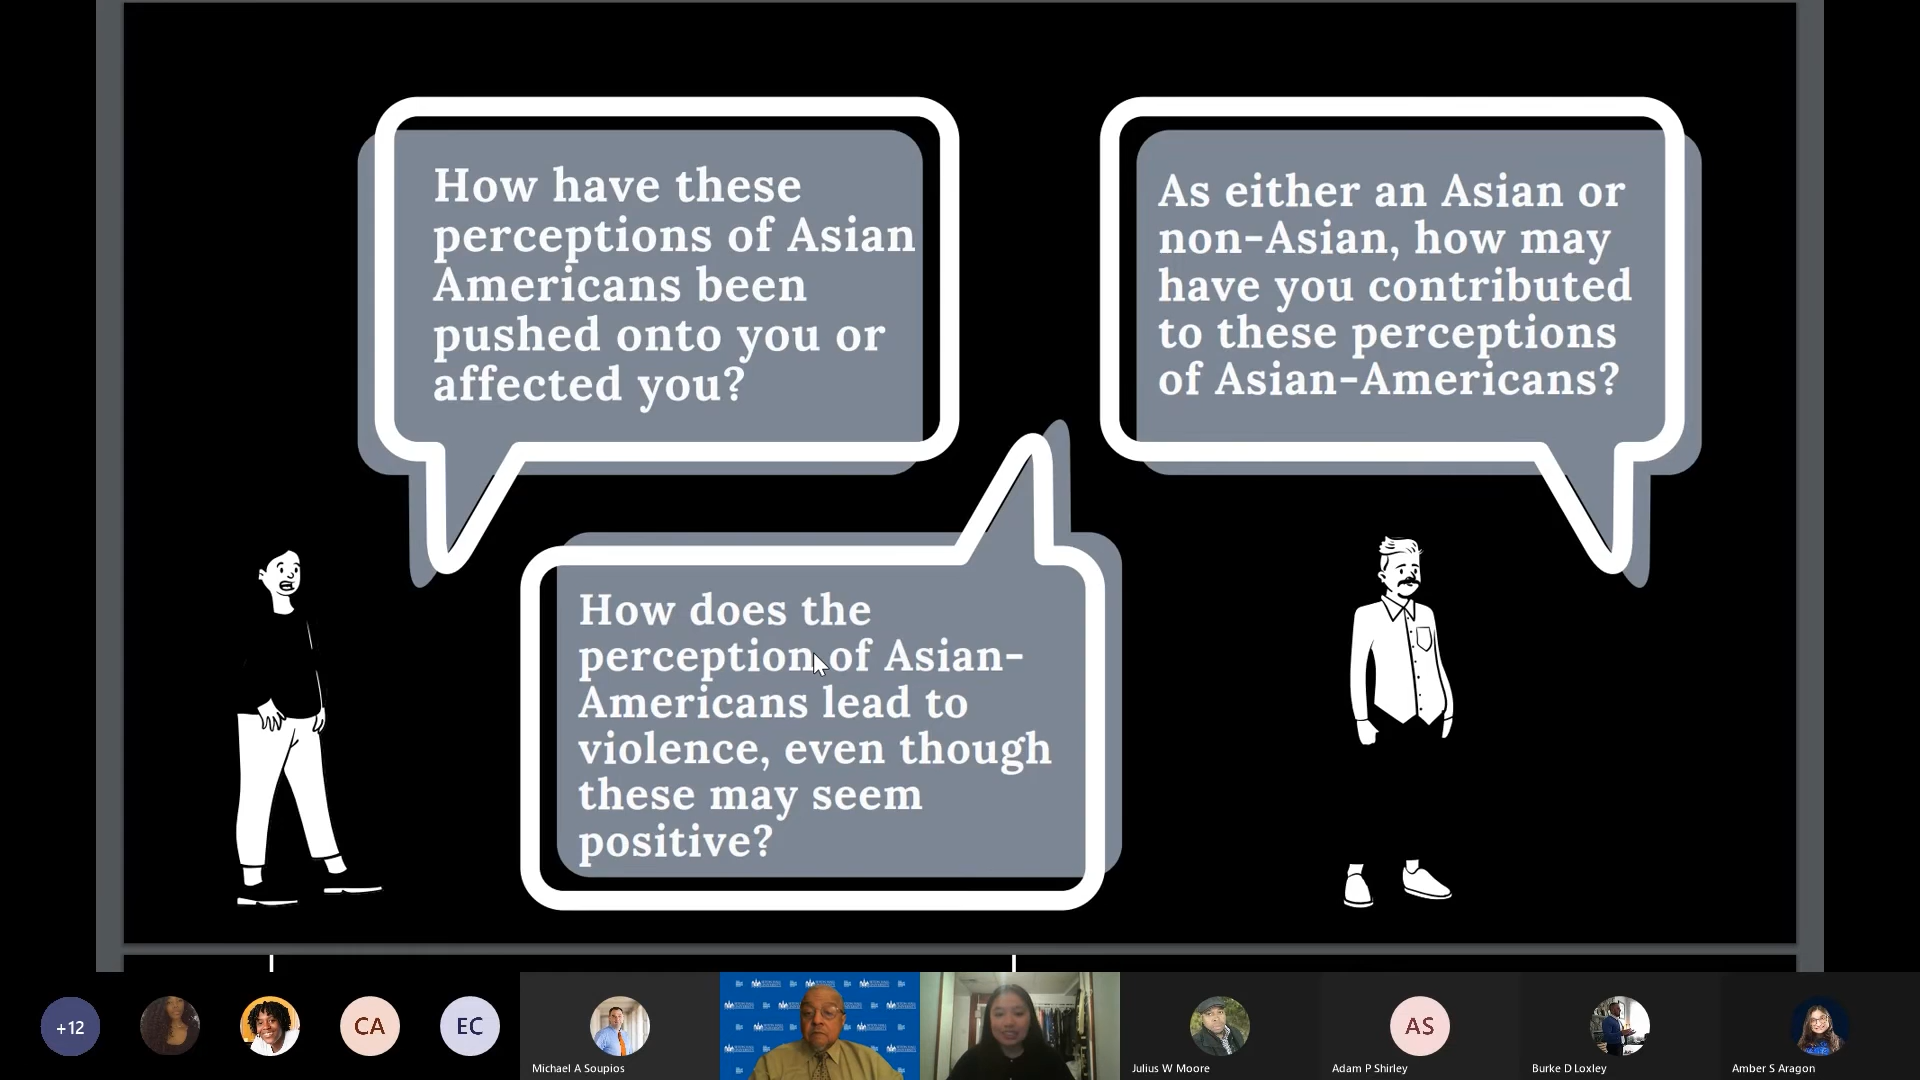 How have these
perceptions of Asian
Americans been
pushed onto you or
affected you?
As either an Asian or
non-Asian, how may
have you contributed
to these perceptions
of Asian-Americans?
How does the
perception of Asian-
Americans lead to
violence, even though
these may seem
positive?
+12
CA
EC
AS
Michael A Soupios
Julius W Moore
Adam P Shirley
Burke D Loxley
Amber S Aragon